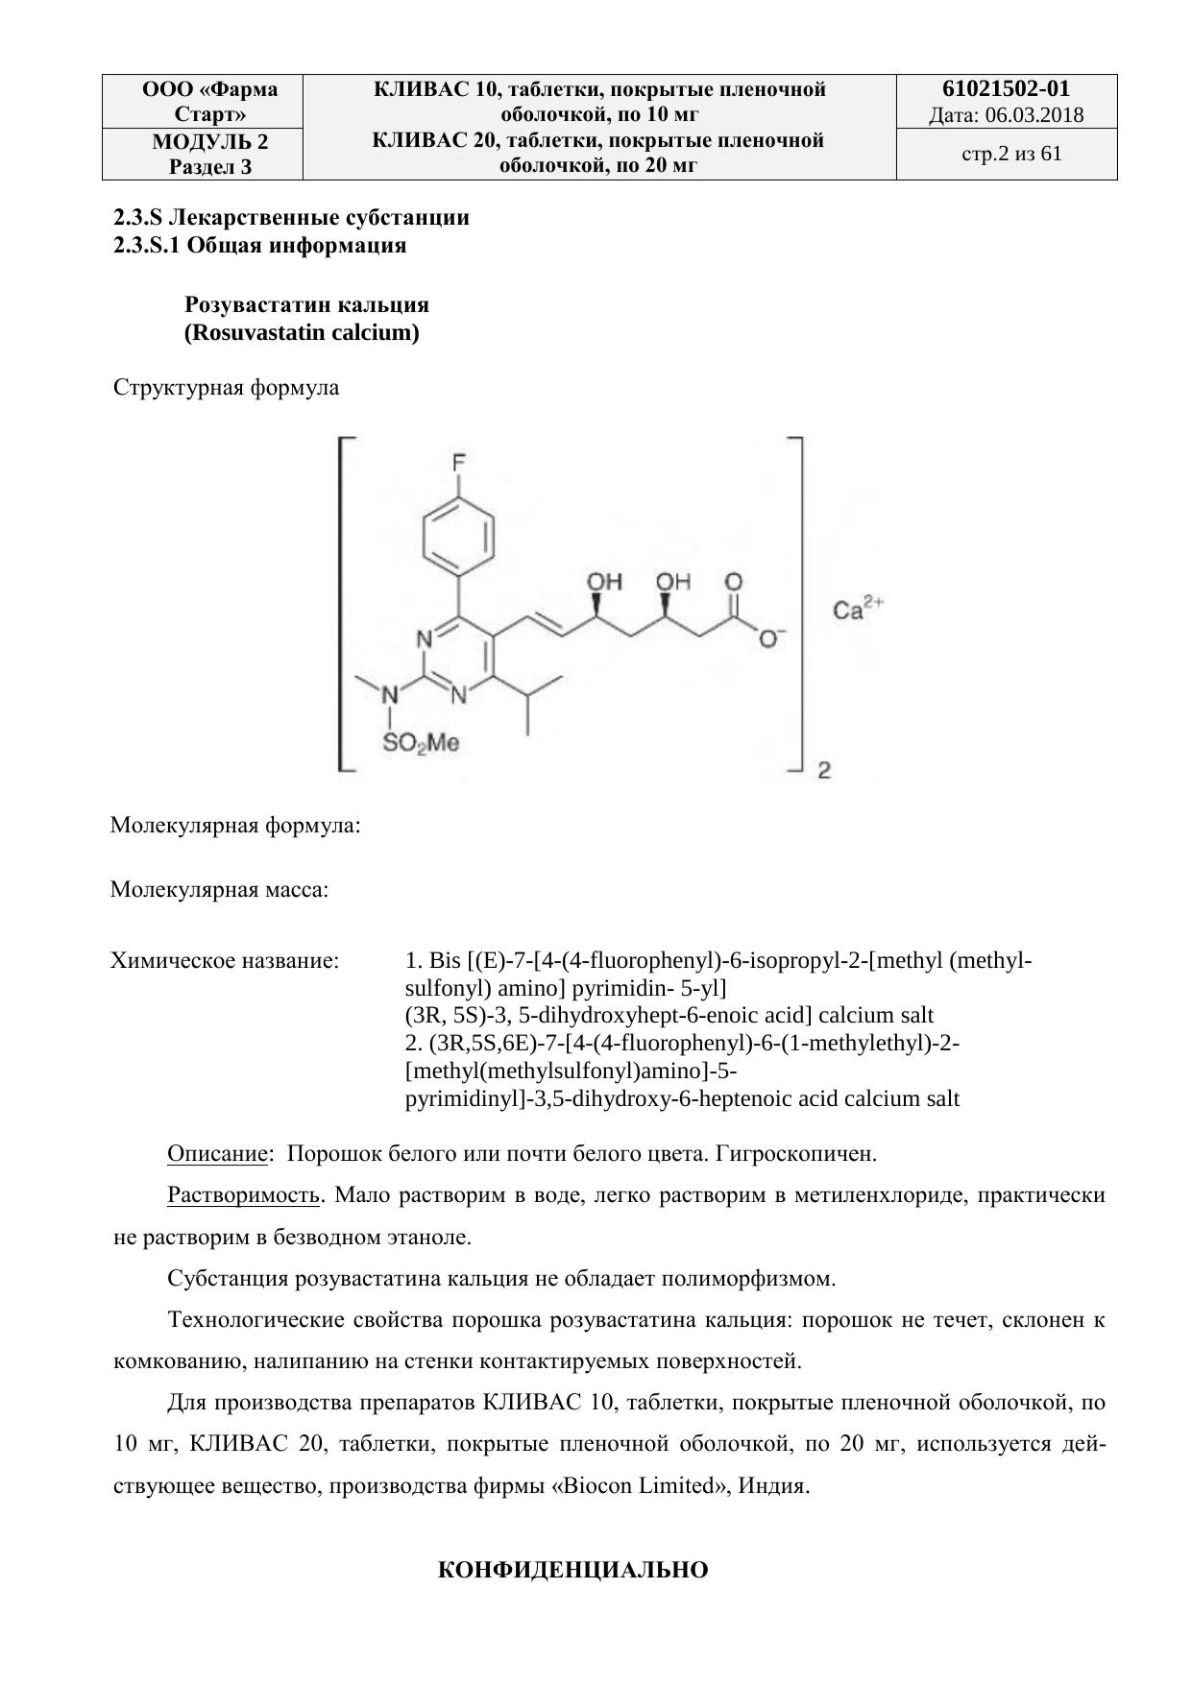 ООО «Фарма
Старт»
МОДУЛЬ 2
Раздел 3
КЛИВАС 10, таблетки, покрытые пленочной
оболочкой, по 10 мг
КЛИВАС 20, таблетки, покрытые пленочной
оболочкой, по 20 мг
61021502-01
Дата: 06.03.2018
стр.2 из 61
2.3.S Лекарственные субстанции
2.3.S.1 Общая информация
Розувастатин кальция
(Rosuvastatin calcium)
Структурная формула
F
OH OH O
Ca2+
N
O-
N N
SO2Me
2
Молекулярная формула:
Молекулярная масса:
Химическое название: 1. Bis [(E)-7-[4-(4-fluorophenyl)-6-isopropyl-2-[methyl (methyl-
sulfonyl) amino] pyrimidin- 5-yl]
(3R, 5S)-3, 5-dihydroxyhept-6-enoic acid] calcium salt
2. (3R,5S,6E)-7-[4-(4-fluorophenyl)-6-(1-methylethyl)-2-
[methyl(methylsulfonyl)amino]-5-
pyrimidinyl]-3,5-dihydroxy-6-heptenoic acid calcium salt
Описание: Порошок белого или почти белого цвета. Гигроскопичен.
Растворимость. Мало растворим в воде, легко растворим в метиленхлориде, практически
не растворим в безводном этаноле.
Субстанция розувастатина кальция не обладает полиморфизмом.
Технологические свойства порошка розувастатина кальция: порошок не течет, склонен к
комкованию, налипанию на стенки контактируемых поверхностей.
Для производства препаратов КЛИВАС 10, таблетки, покрытые пленочной оболочкой, по
10 мг, КЛИВАС 20, таблетки, покрытые пленочной оболочкой, по 20 мг, используется дей-
ствующее вещество, производства фирмы «Biocon Limited», Индия.
КОНФИДЕНЦИАЛЬНО